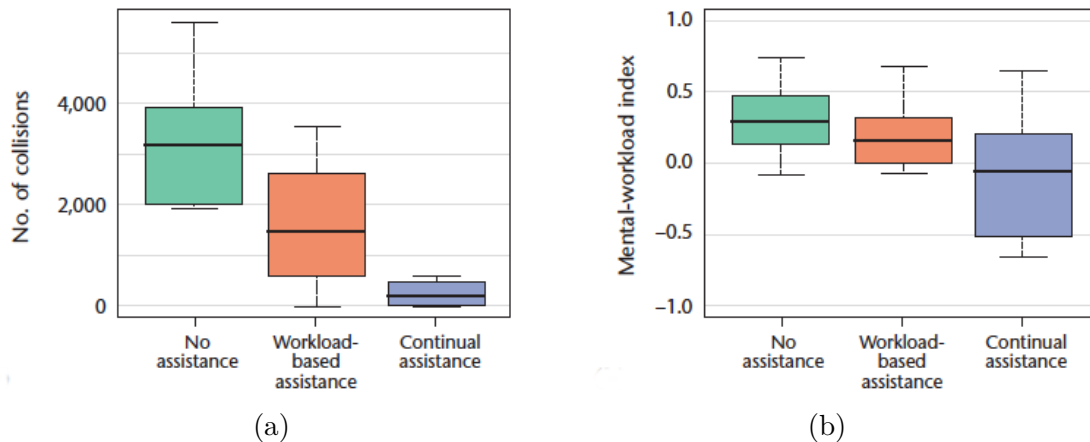 No. of collisions
4,000
2,000
0
No
assistance
Workload-
based
assistance
Continual
assistance
(a)
Mental-workload index
1.0
0.5
0.0
–0.5
–1.0
No
assistance
Workload-
based
assistance
Continual
assistance
(b)